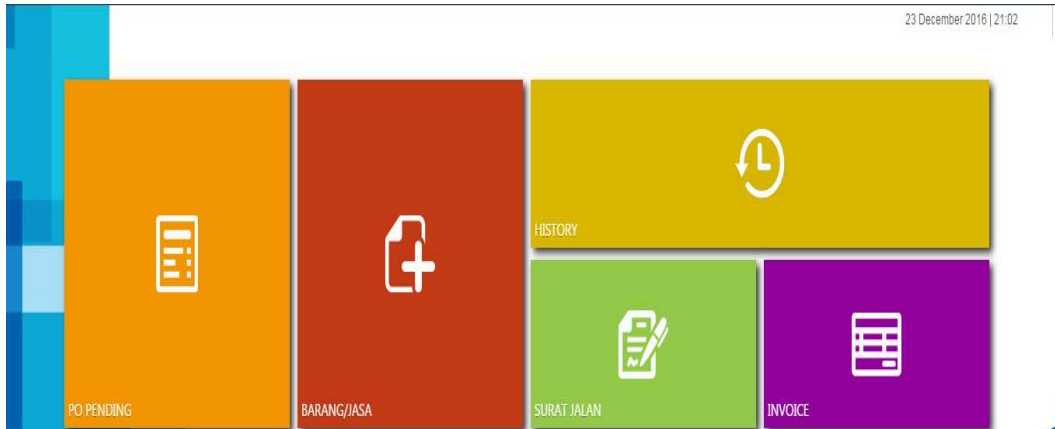 23 December 2016 | 21:02
HISTORY
PO PENDING
BARANG/JASA
SURAT JALAN
INVOICE